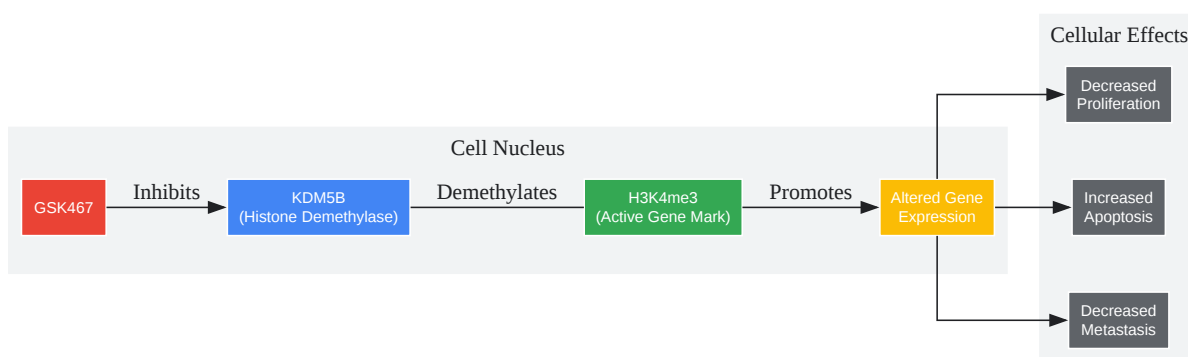 Cellular Effects
Decreased
Proliferation
Cell Nucleus
GSK467
Inhibits
KDM5B
(Histone Demethylase)
Demethylates
H3K4me3
(Active Gene Mark)
Promotes
Altered Gene
Expression
Increased
Apoptosis
Decreased
Metastasis